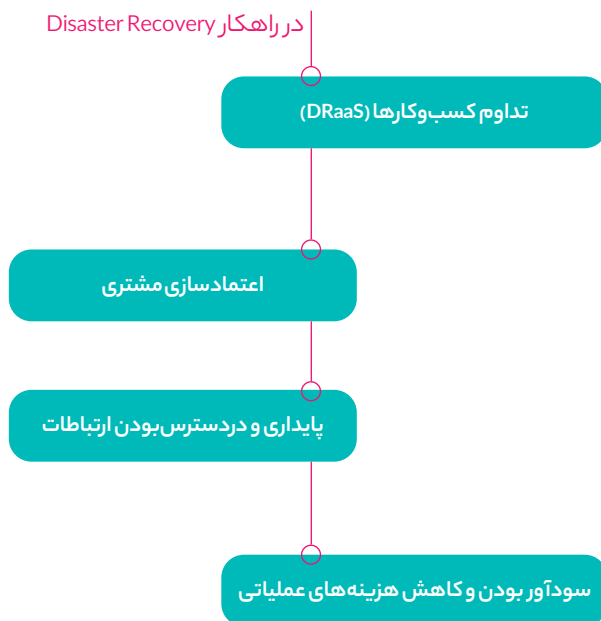 در راهکار Disaster Recovery
تداوم کسب‌وکارها (DRaaS)
اعتمادسازی مشتری
پایداری و دردسترس‌بودن ارتباطات
سودآور بودن و کاهش هزینه‌های عملیاتی